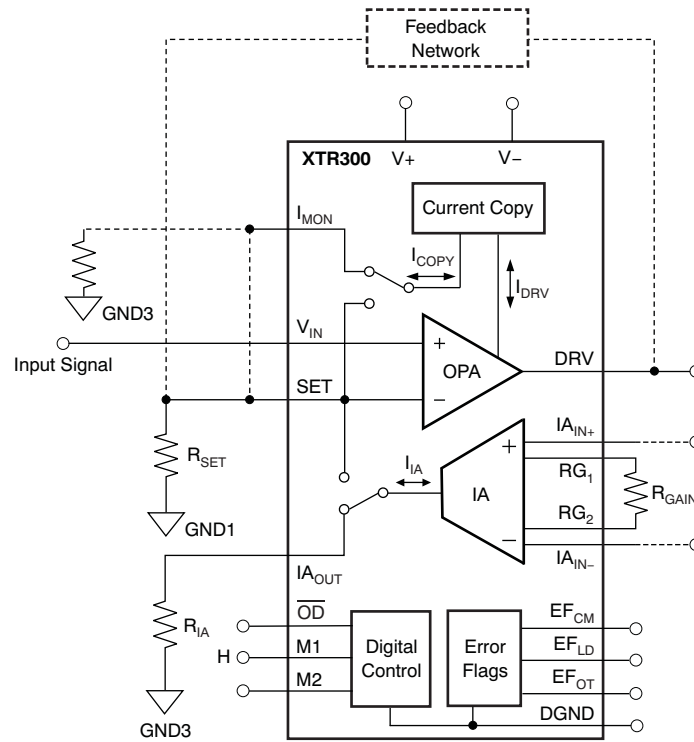 Feedback
Network
XTR300
V+
V−
Current Copy
I_MON
I_COPY
I_DRV
GND3
V_IN
Input Signal
+
OPA
DRV
SET
−
R_SET
IA_IN+
I_IA
+
RG_1
IA
R_GAIN
GND1
RG_2
−
IA_OUT
IA_IN−
R_IA
OD
EF_CM
H
M1
Digital
Control
Error
Flags
EF_LD
M2
EF_OT
GND3
DGND